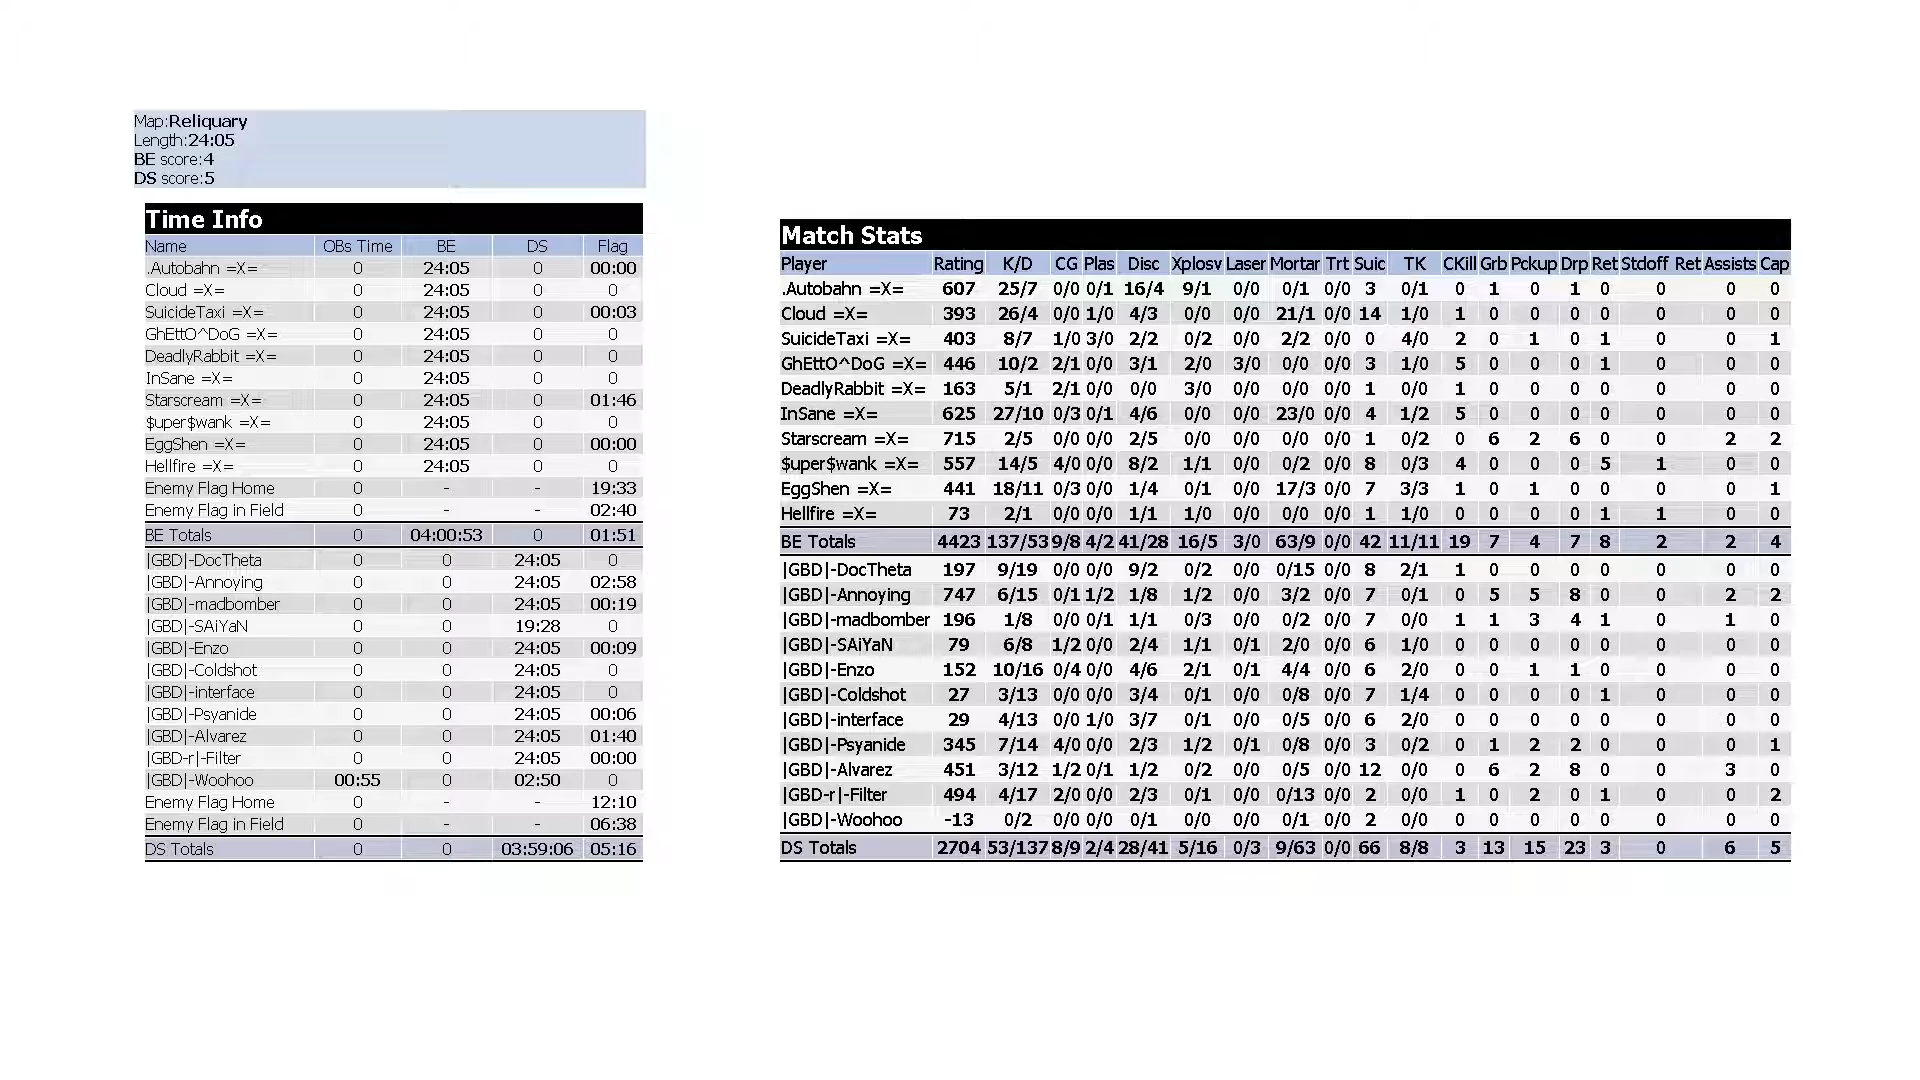 Map:Reliquary
Length:24:05
BE score:4
DS score:5
Time Info
Name OBs Time BE DS Flag
.Autobahn =X= 0 24:05 0 00:00
Cloud =X= 0 24:05 0 0
SuicideTaxi =X= 0 24:05 0 00:03
GhEttO^DoG =X= 0 24:05 0 0
DeadlyRabbit =X= 0 24:05 0 0
InSane =X= 0 24:05 0 0
Starscream =X= 0 24:05 0 01:46
$uper$wank =X= 0 24:05 0 0
EggShen =X= 0 24:05 0 00:00
Hellfire =X= 0 24:05 0 0
Enemy Flag Home 0 - - 19:33
Enemy Flag in Field 0 - - 02:40
BE Totals 0 04:00:53 0 01:51
|GBD|-DocTheta 0 0 24:05 0
|GBD|-Annoying 0 0 24:05 02:58
|GBD|-madbomber 0 0 24:05 00:19
|GBD|-SAiYaN 0 0 19:28 0
|GBD|-Enzo 0 0 24:05 00:09
|GBD|-Coldshot 0 0 24:05 0
|GBD|-interface 0 0 24:05 0
|GBD|-Psyanide 0 0 24:05 00:06
|GBD|-Alvarez 0 0 24:05 01:40
|GBD-r|-Filter 0 0 24:05 00:00
|GBD|-Woohoo 00:55 0 02:50 0
Enemy Flag Home 0 - - 12:10
Enemy Flag in Field 0 - - 06:38
DS Totals 0 0 03:59:06 05:16
Match Stats
Player Rating K/D CG Plas Disc Xplosv Laser Mortar Trt Suic TK CKill Grb Pckup Drp Ret Stdoff Ret Assists Cap
.Autobahn =X= 607 25/7 0/0 0/1 16/4 9/1 0/0 0/1 0/0 3 0/1 0 1 0 1 0 0 0 0
Cloud =X= 393 26/4 0/0 1/0 4/3 0/0 0/0 21/1 0/0 14 1/0 1 0 0 0 0 0 0 0
SuicideTaxi =X= 403 8/7 1/0 3/0 2/2 0/2 0/0 2/2 0/0 0 4/0 2 0 1 0 1 0 0 1
GhEttO^DoG =X= 446 10/2 2/1 0/0 3/1 2/0 3/0 0/0 0/0 3 1/0 5 0 0 0 1 0 0 0
DeadlyRabbit =X= 163 5/1 2/1 0/0 0/0 3/0 0/0 0/0 0/0 1 0/0 1 0 0 0 0 0 0 0
InSane =X= 625 27/10 0/3 0/1 4/6 0/0 0/0 23/0 0/0 4 1/2 5 0 0 0 0 0 0 0
Starscream =X= 715 2/5 0/0 0/0 2/5 0/0 0/0 0/0 0/0 1 0/2 0 6 2 6 0 0 2 2
$uper$wank =X= 557 14/5 4/0 0/0 8/2 1/1 0/0 0/2 0/0 8 0/3 4 0 0 0 5 1 0 0
EggShen =X= 441 18/11 0/3 0/0 1/4 0/1 0/0 17/3 0/0 7 3/3 1 0 1 0 0 0 0 1
Hellfire =X= 73 2/1 0/0 0/0 1/1 1/0 0/0 0/0 0/0 1 1/0 0 0 0 0 1 1 0 0
BE Totals 4423 137/53 9/8 4/2 41/28 16/5 3/0 63/9 0/0 42 11/11 19 7 4 7 8 2 2 4
|GBD|-DocTheta 197 9/19 0/0 0/0 9/2 0/2 0/0 0/15 0/0 8 2/1 1 0 0 0 0 0 0 0
|GBD|-Annoying 747 6/15 0/1 1/2 1/8 1/2 0/0 3/2 0/0 7 0/1 0 5 5 8 0 0 2 2
|GBD|-madbomber 196 1/8 0/0 0/1 1/1 0/3 0/0 0/2 0/0 7 0/0 1 1 3 4 1 0 1 0
|GBD|-SAiYaN 79 6/8 1/2 0/0 2/4 1/1 0/1 2/0 0/0 6 1/0 0 0 0 0 0 0 0 0
|GBD|-Enzo 152 10/16 0/4 0/0 4/6 2/1 0/1 4/4 0/0 6 2/0 0 0 1 1 0 0 0 0
|GBD|-Coldshot 27 3/13 0/0 0/0 3/4 0/1 0/0 0/8 0/0 7 1/4 0 0 0 0 1 0 0 0
|GBD|-interface 29 4/13 0/0 1/0 3/7 0/1 0/0 0/5 0/0 6 2/0 0 0 0 0 0 0 0 0
|GBD|-Psyanide 345 7/14 4/0 0/0 2/3 1/2 0/1 0/8 0/0 3 0/2 0 1 2 2 0 0 0 1
|GBD|-Alvarez 451 3/12 1/2 0/1 1/2 0/2 0/0 0/5 0/0 12 0/0 0 6 2 8 0 0 3 0
|GBD-r|-Filter 494 4/17 2/0 0/0 2/3 0/1 0/0 0/13 0/0 2 0/0 1 0 2 0 1 0 0 2
|GBD|-Woohoo -13 0/2 0/0 0/0 0/1 0/0 0/0 0/1 0/0 2 0/0 0 0 0 0 0 0 0 0
DS Totals 2704 53/137 8/9 2/4 28/41 5/16 0/3 9/63 0/0 66 8/8 3 13 15 23 3 0 6 5